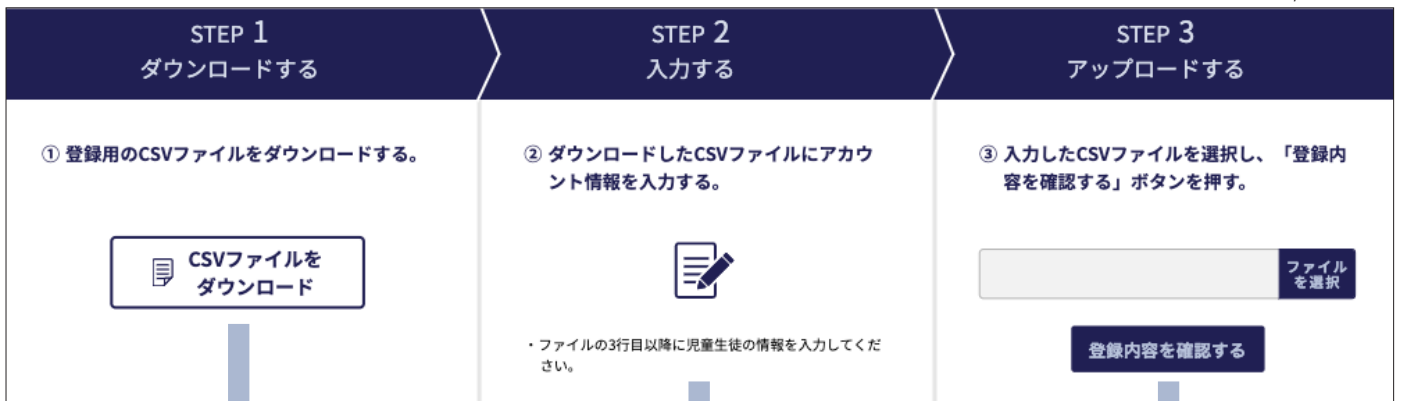 STEP 1
ダウンロードする
① 登録用のCSVファイルをダウンロードする。
CSVファイルを
ダウンロード
STEP 2
入力する
② ダウンロードしたCSVファイルにアカウ
ント情報を入力する。
・ファイルの3行目以降に児童生徒の情報を入力してくだ
さい。
STEP 3
アップロードする
③ 入力したCSVファイルを選択し、「登録内
容を確認する」ボタンを押す。
ファイル
を選択
登録内容を確認する